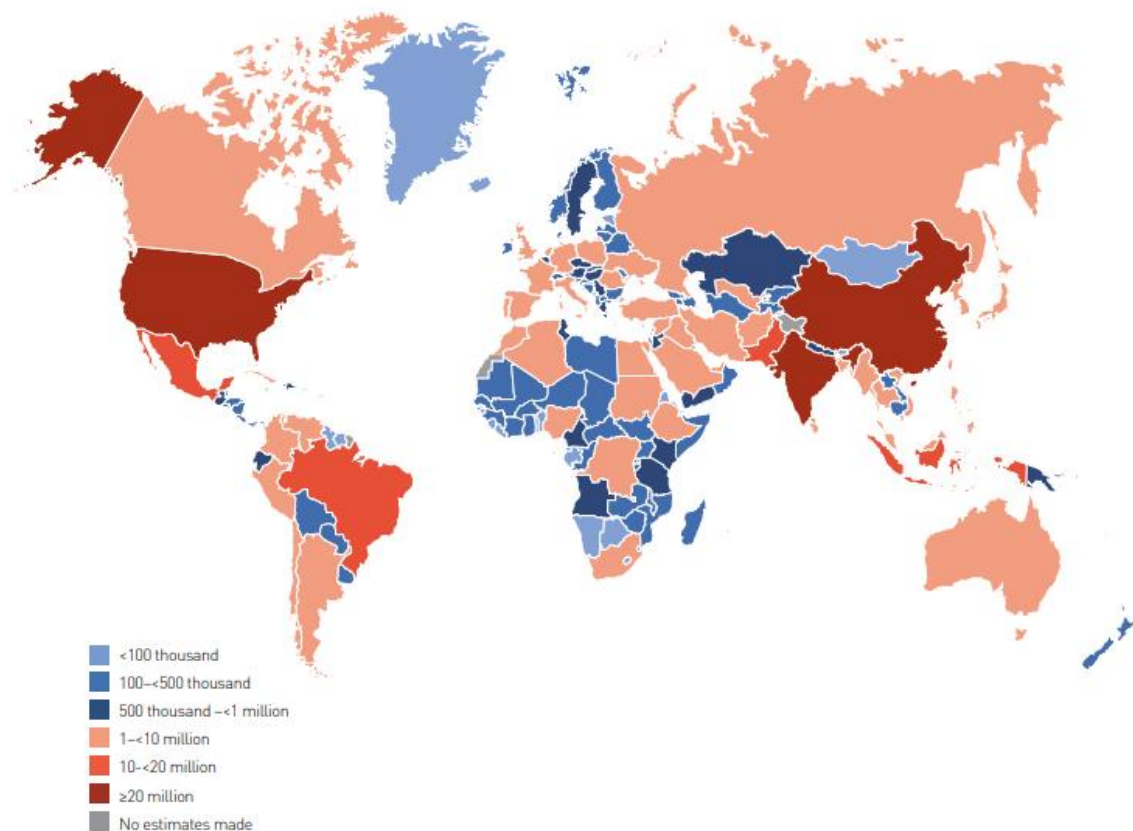 <100 thousand
100–<500 thousand
500 thousand –<1 million
1–<10 million
10-<20 million
≥20 million
No estimates made